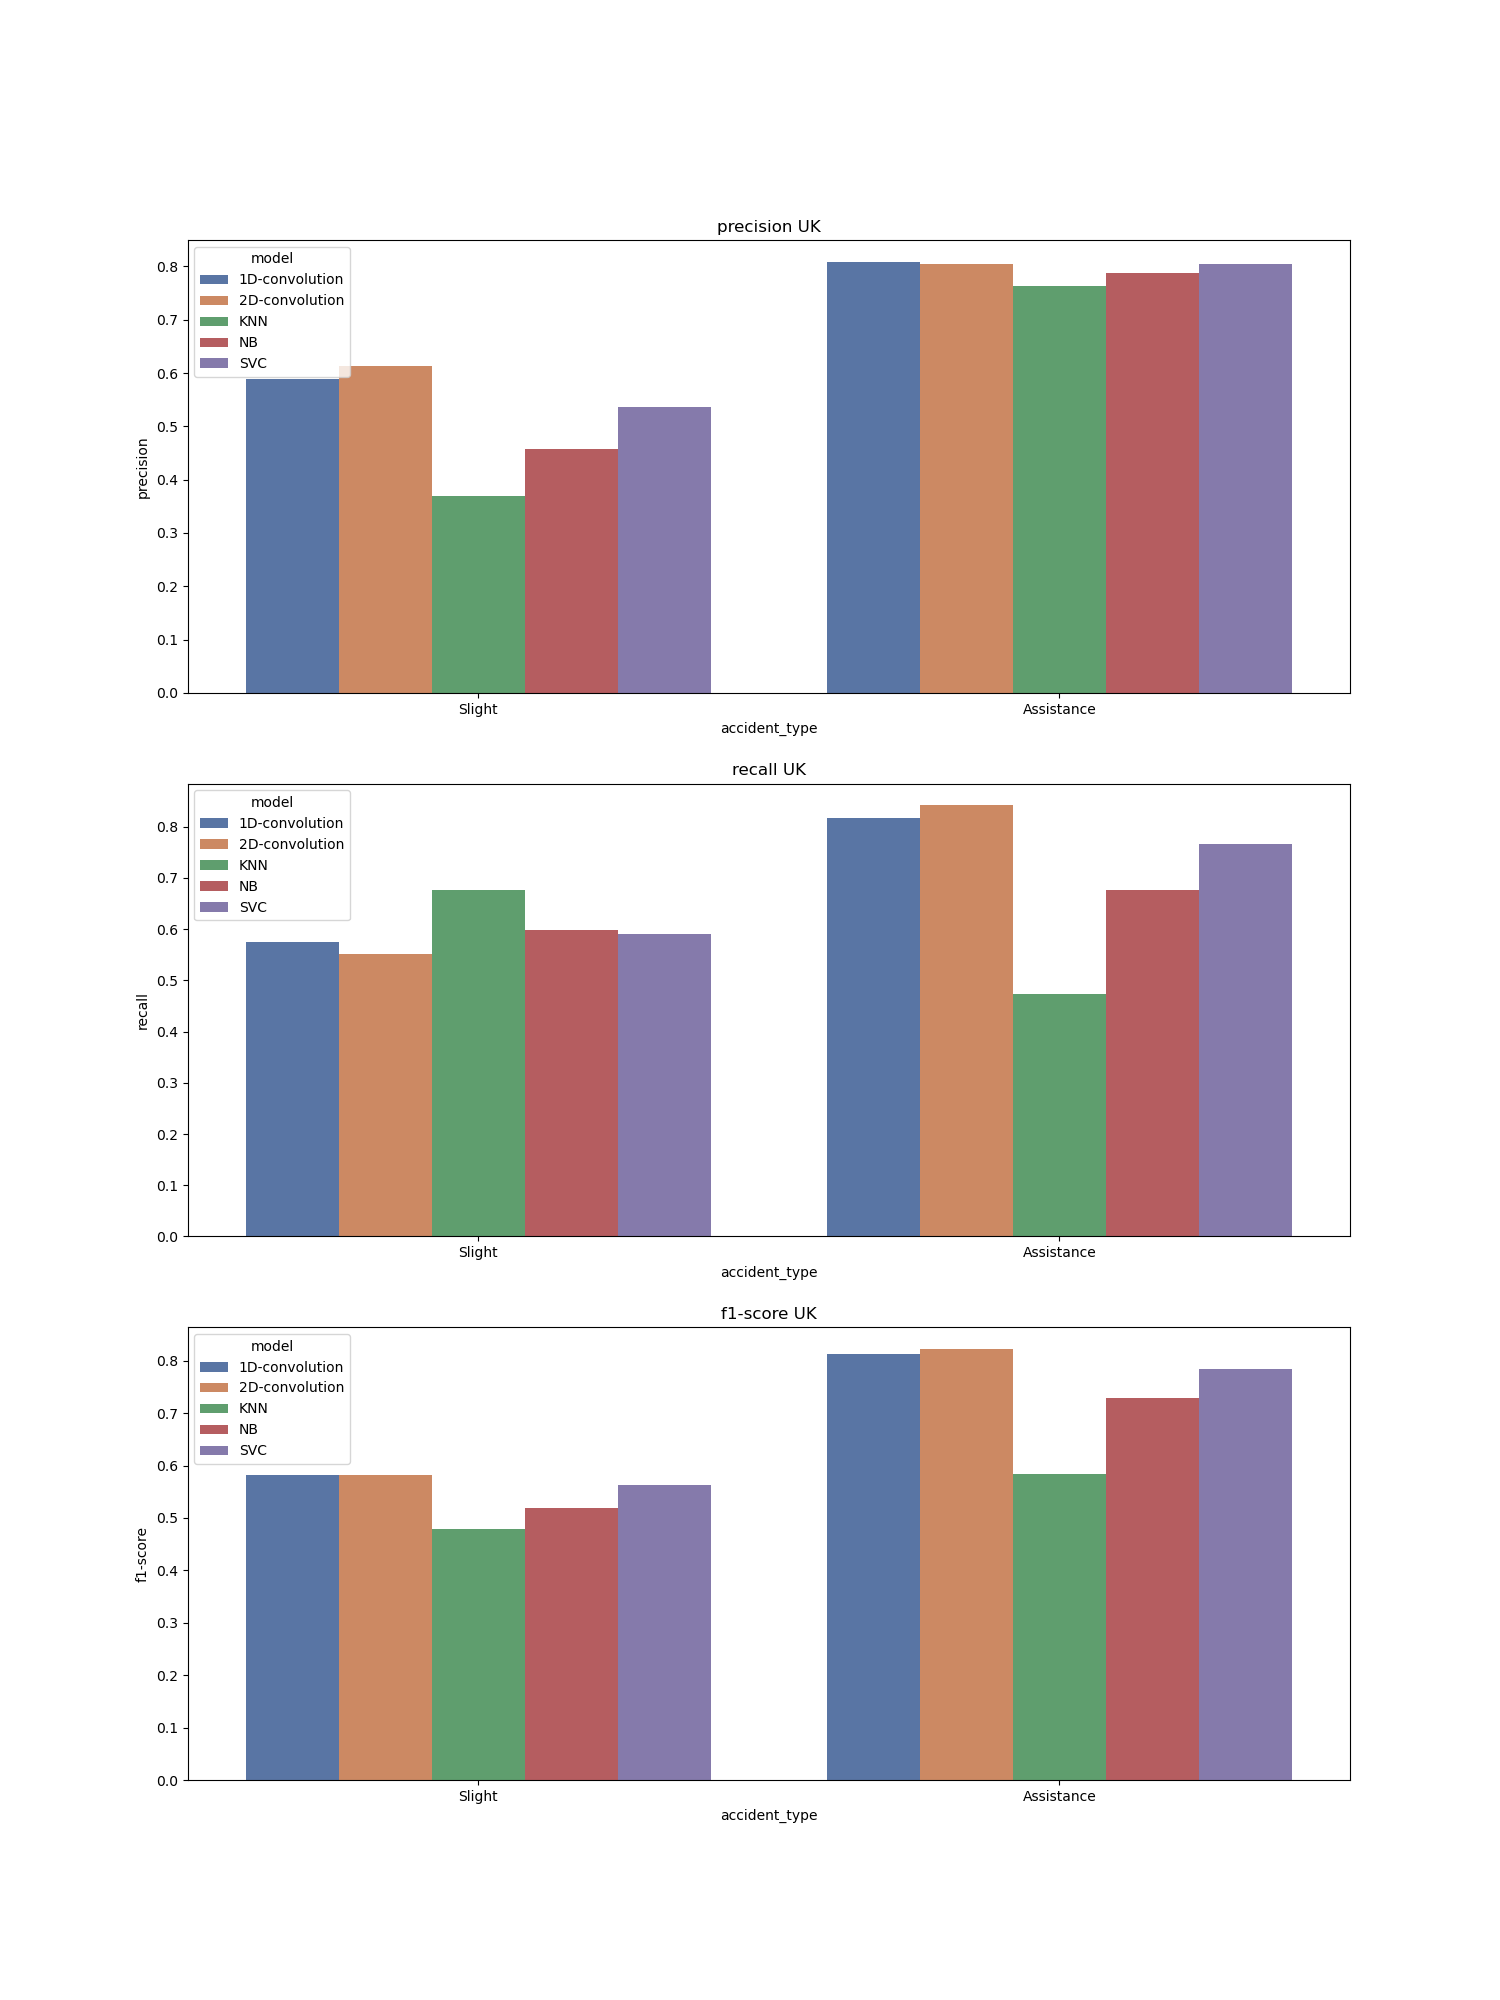 precision UK
model
1D-convolution
2D-convolution
KNN
NB
SVC
0.8
0.7
0.6
0.5
0.4
0.3
0.2
0.1
0.0
precision
Slight
Assistance
accident_type
recall UK
model
1D-convolution
2D-convolution
KNN
NB
SVC
0.8
0.7
0.6
0.5
0.4
0.3
0.2
0.1
0.0
recall
Slight
Assistance
accident_type
f1-score UK
model
1D-convolution
2D-convolution
KNN
NB
SVC
0.8
0.7
0.6
0.5
0.4
0.3
0.2
0.1
0.0
f1-score
Slight
Assistance
accident_type